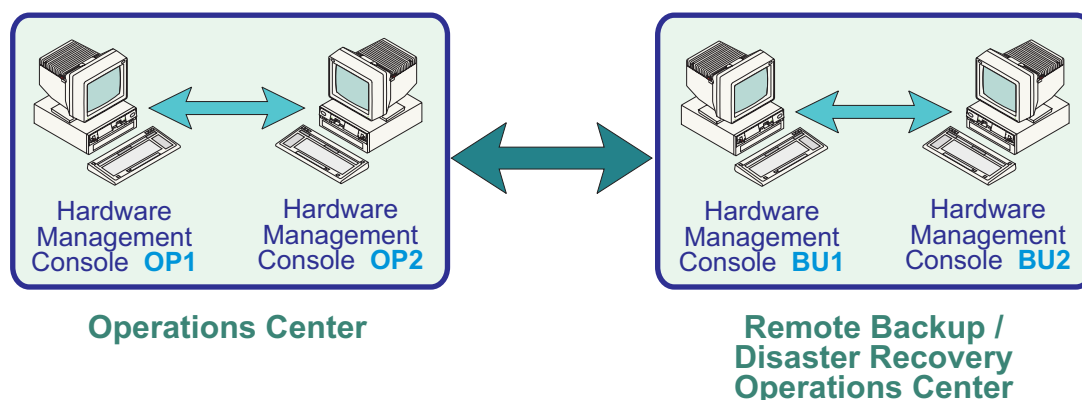 Hardware
Management
Console OP1
Hardware
Management
Console OP2
Hardware
Management
Console BU1
Hardware
Management
Console BU2
Operations Center
Remote Backup /
Disaster Recovery
Operations Center